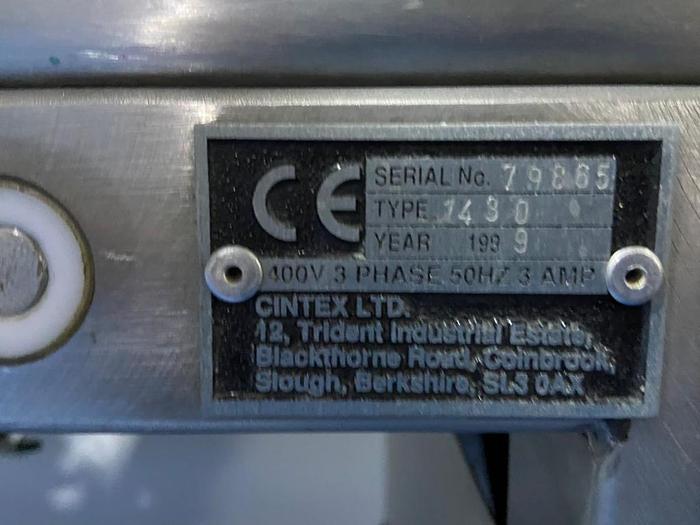 CE
SERIAL No. 79865
TYPE 1430
YEAR 1999
400V 3 PHASE 50HZ 3 AMP
CINTEX LTD.
12, Trident Industrial Estate,
Blackthorne Road, Colnbrook,
Slough, Berkshire, SL3 0AX